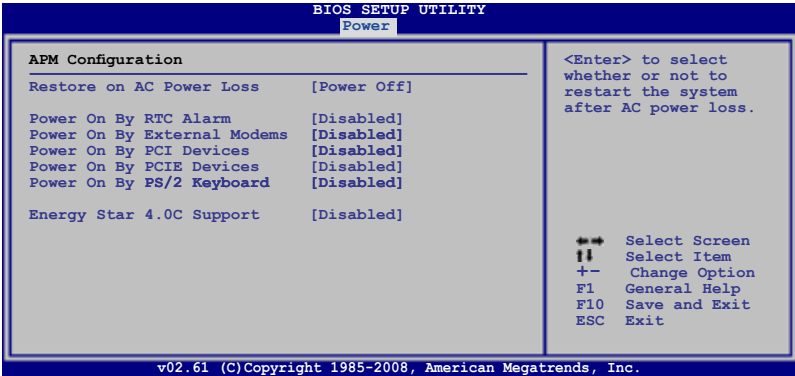 BIOS SETUP UTILITY
Power
APM Configuration
Restore on AC Power Loss [Power Off]
Power On By RTC Alarm [Disabled]
Power On By External Modems [Disabled]
Power On By PCI Devices [Disabled]
Power On By PCIE Devices [Disabled]
Power On By PS/2 Keyboard [Disabled]
Energy Star 4.0C Support [Disabled]
<Enter> to select
whether or not to
restart the system
after AC power loss.
←→ Select Screen
↑↓ Select Item
+- Change Option
F1 General Help
F10 Save and Exit
ESC Exit
v02.61 (C)Copyright 1985-2008, American Megatrends, Inc.